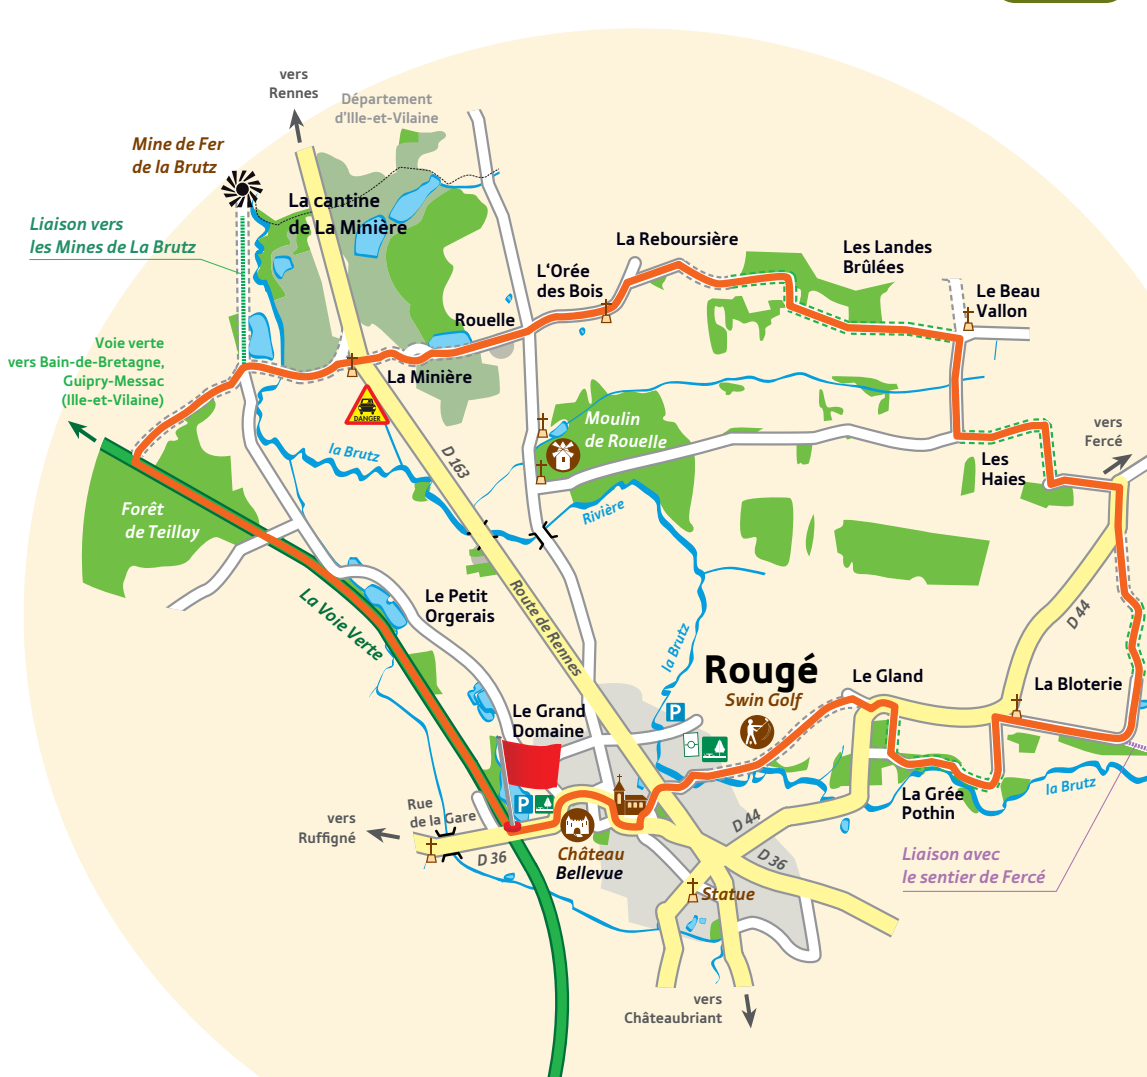 vers
Rennes
Département
d'Ille-et-Vilaine
Mine de Fer
de la Brutz
La cantine
de La Minière
Liaison vers
les Mines de La Brutz
La Reboursière
Les Landes
Brûlées
L'Orée
des Bois
Le Beau
Vallon
Rouelle
Voie verte
vers Bain-de-Bretagne,
Guipry-Messac
(Ille-et-Vilaine)
La Minière
DANGER
Moulin
de Rouelle
vers
Fercé
la Brutz
D 163
Les
Haies
Rivière
Forêt
de Teillay
La Voie Verte
Le Petit
Orgerais
Route de Rennes
D 44
la Brutz
Rougé
Swin Golf
Le Gland
La Bloterie
P
Le Grand
Domaine
P
Rue
de la Gare
vers
Ruffigné
D 36
Château
Bellevue
D 44
D 36
La Grée
Pothin
la Brutz
Liaison avec
le sentier de Fercé
Statue
vers
Châteaubriant